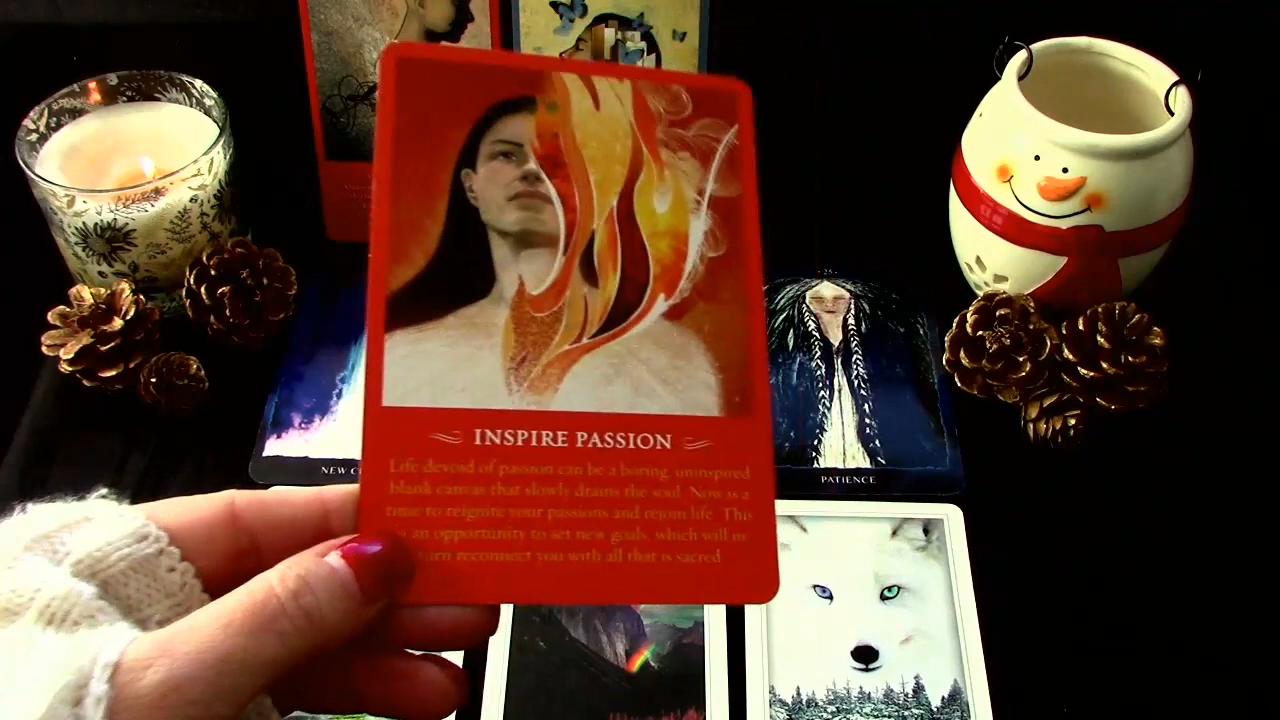 INSPIRE PASSION
Life devoid of passion can be a boring, uninspired
blank canvas that slowly drains the soul. Now is a
time to reignite your passions and rejoin life. This
an opportunity to set new goals, which will in
turn reconnect you with all that is sacred
NEW
PATIENCE